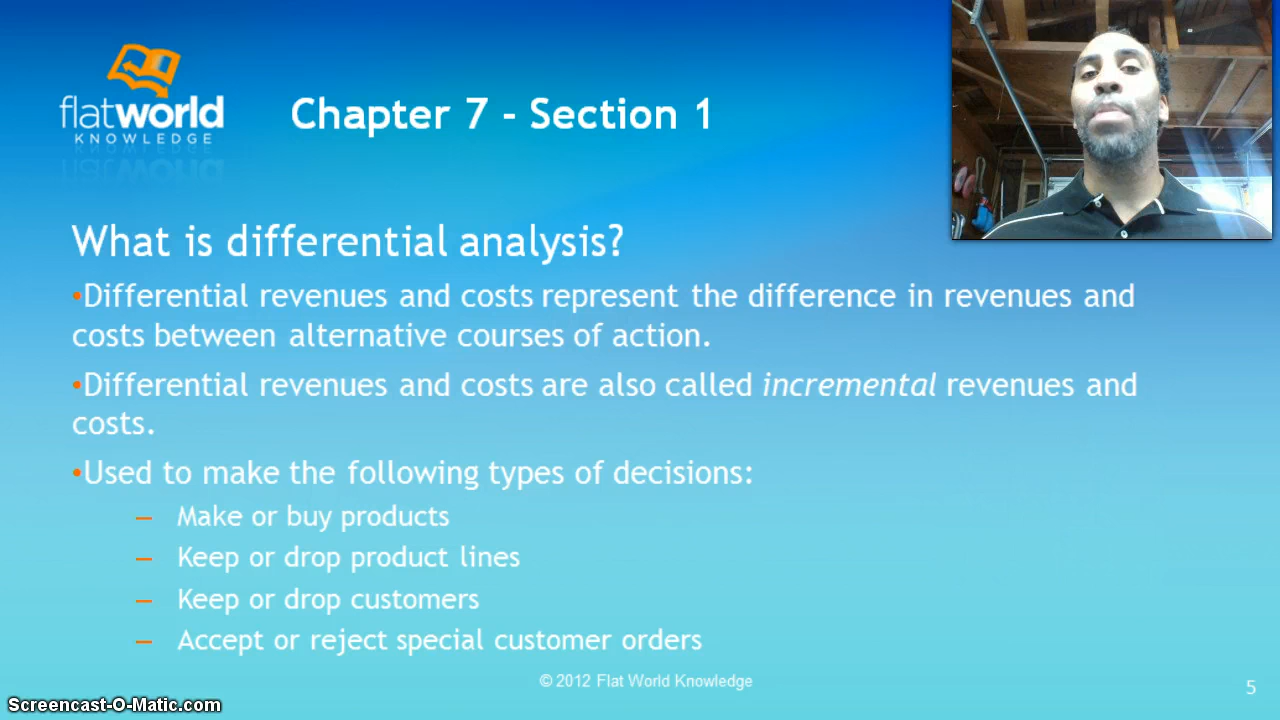 flatworld
KNOWLEDGE
Chapter 7 - Section 1
What is differential analysis?
•Differential revenues and costs represent the difference in revenues and
costs between alternative courses of action.
•Differential revenues and costs are also called incremental revenues and
costs.
•Used to make the following types of decisions:
– Make or buy products
– Keep or drop product lines
– Keep or drop customers
– Accept or reject special customer orders
© 2012 Flat World Knowledge
5
Screencast-O-Matic.com